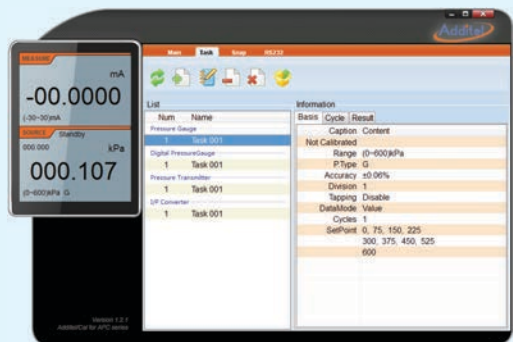 Additel
MEASURE
mA
-00.0000
(-30~30)mA
SOURCE Standby
000.000 kPa
000.107
(0~600)kPa G
Main Task Snap RS232
List
Num Name
Pressure Gauge
1 Task 001
Digital PressureGauge
1 Task 001
Pressure Transmitter
1 Task 001
I/P Converter
1 Task 001
Information
Basis Cycle Result
Caption Content
Not Calibrated
Range (0~600)kPa
P.Type G
Accuracy ±0.06%
Division 1
Tapping Disable
DataMode Value
Cycles 1
SetPoint 0, 75, 150, 225
300, 375, 450, 525
600
Version 1.2.1
Additel/Cal for APC series